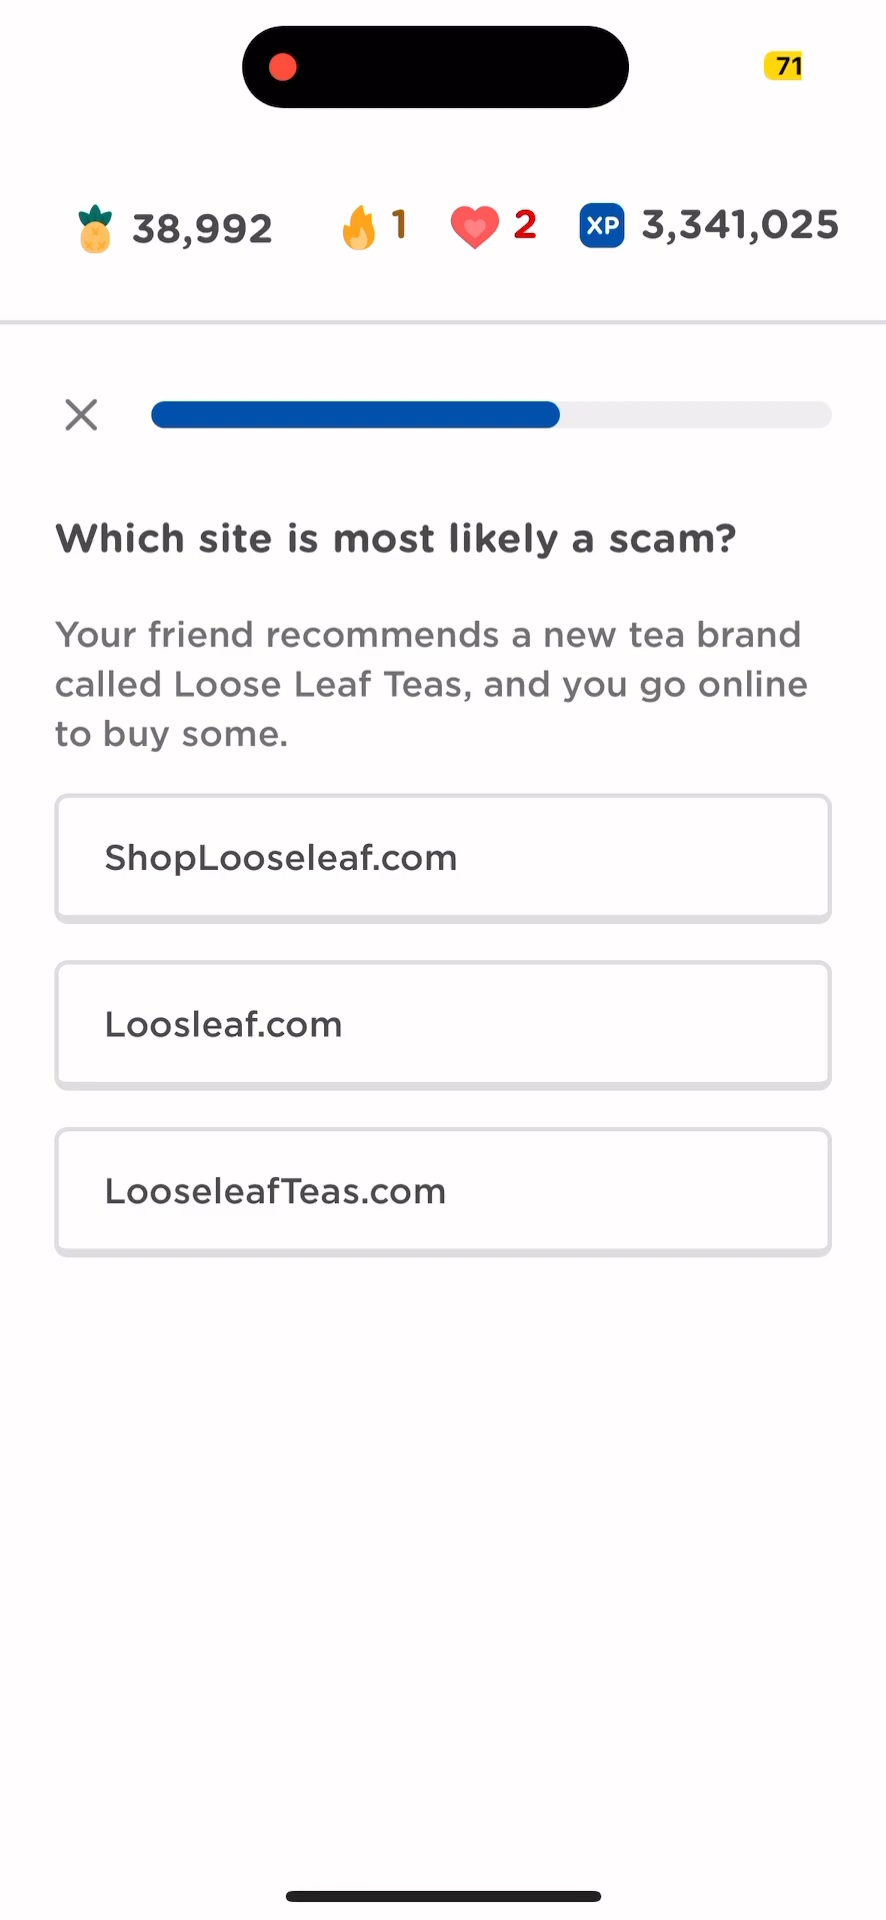 71
38,992 1 2 XP 3,341,025
Which site is most likely a scam?
Your friend recommends a new tea brand
called Loose Leaf Teas, and you go online
to buy some.
ShopLooseleaf.com
Loosleaf.com
LooseleafTeas.com